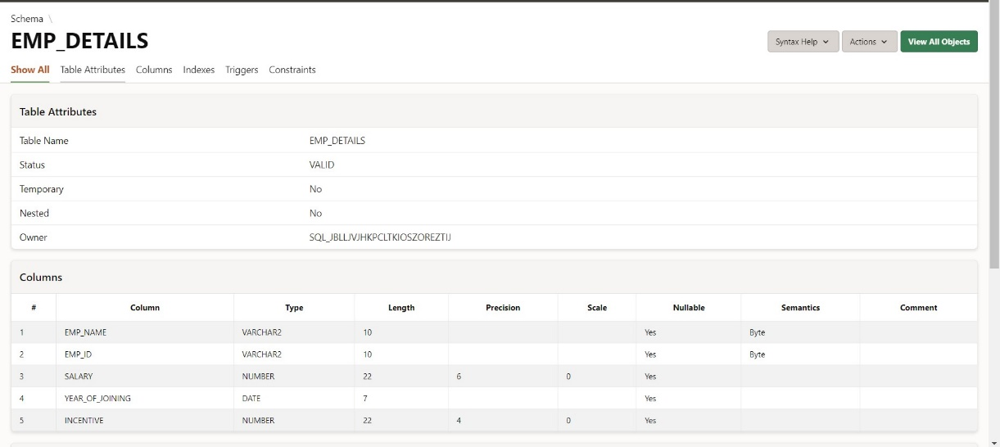 Schema \
EMP_DETAILS
Syntax Help Actions View All Objects
Show All Table Attributes Columns Indexes Triggers Constraints
Table Attributes
Table Name EMP_DETAILS
Status VALID
Temporary No
Nested No
Owner SQL_JBLLJVJHKPCLTKIOSZOREZTIJ
Columns
# Column Type Length Precision Scale Nullable Semantics Comment
1 EMP_NAME VARCHAR2 10 Yes Byte
2 EMP_ID VARCHAR2 10 Yes Byte
3 SALARY NUMBER 22 6 0 Yes
4 YEAR_OF_JOINING DATE 7 Yes
5 INCENTIVE NUMBER 22 4 0 Yes